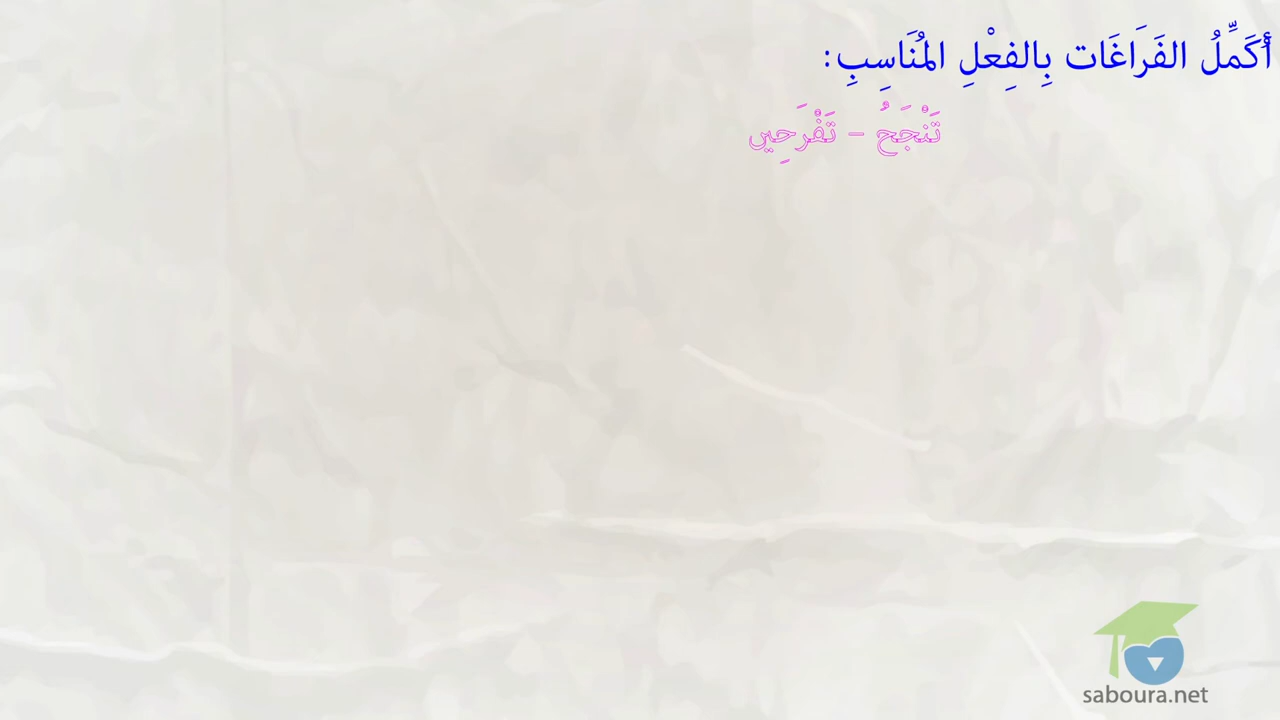 أُكَمِّلُ الفَرَاغَات بِالفِعْلِ المُنَاسِبِ:
تَنْجَحُ – تَفْرَحِين
saboura.net